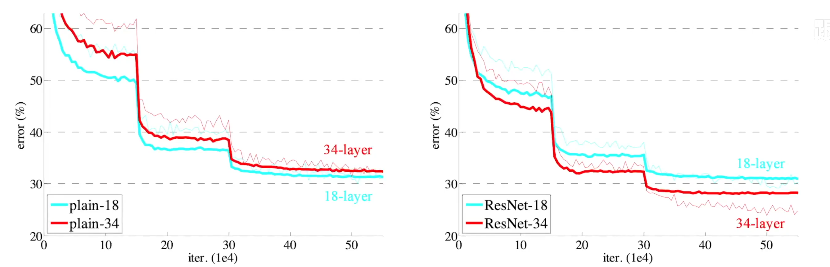 60
50
40
30
20
error (%)
34-layer
18-layer
plain-18
plain-34
0 10 20 30 40 50
iter. (1e4)
60
50
40
30
20
error (%)
18-layer
34-layer
ResNet-18
ResNet-34
0 10 20 30 40 50
iter. (1e4)